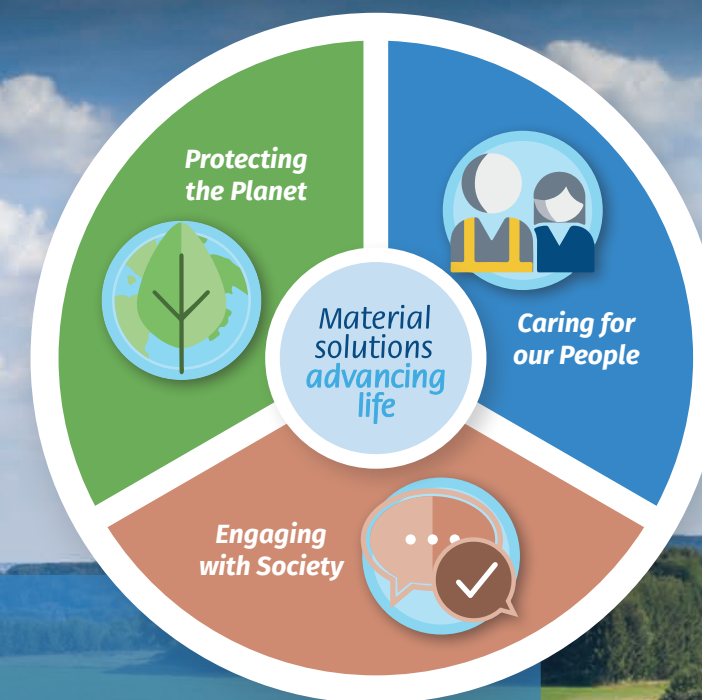 Protecting
the Planet
Caring for
our People
Material
solutions
advancing
life
Engaging
with Society